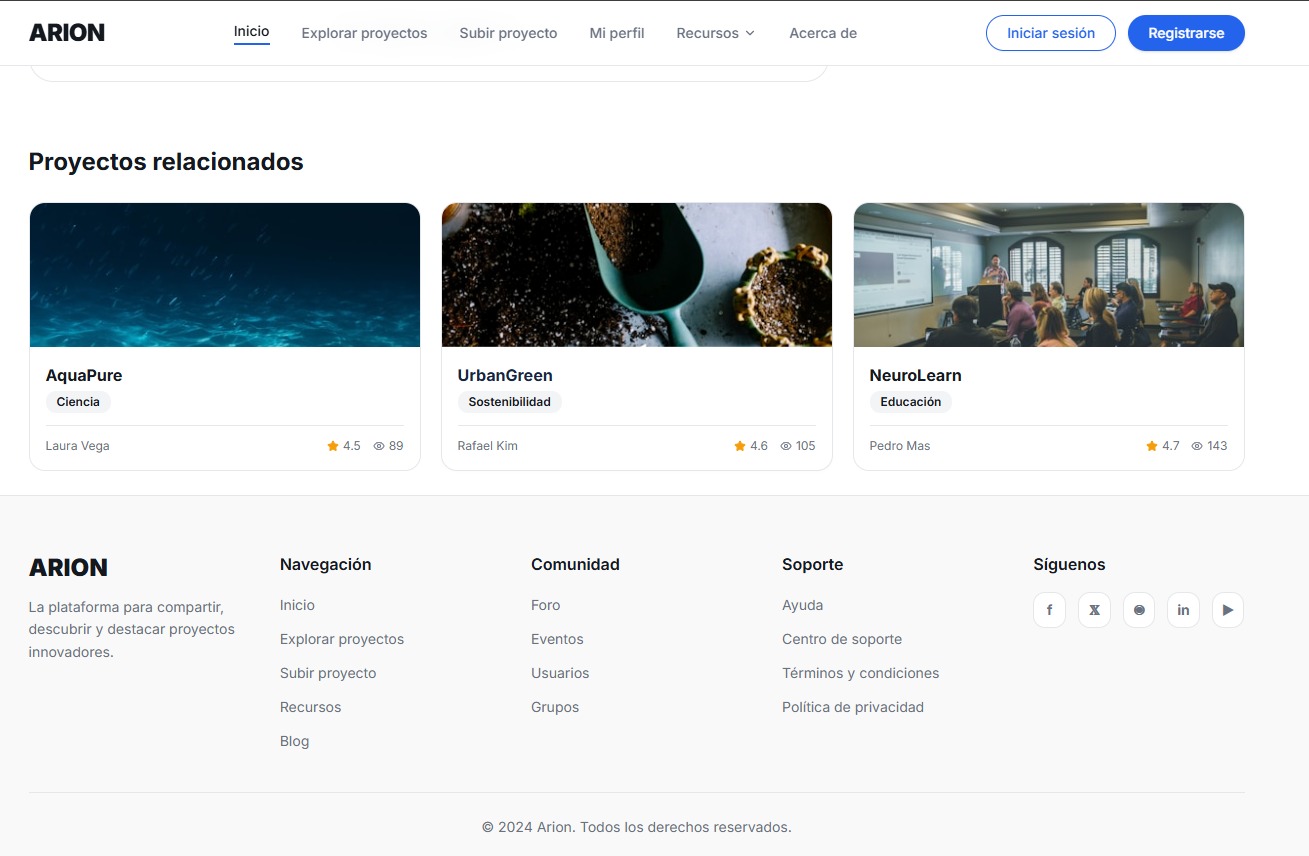 ARION
Inicio
Explorar proyectos
Subir proyecto
Mi perfil
Recursos
Acerca de
Iniciar sesión
Registrarse
Proyectos relacionados
AquaPure
Ciencia
Laura Vega
4.5
89
UrbanGreen
Sostenibilidad
Rafael Kim
4.6
105
NeuroLearn
Educación
Pedro Mas
4.7
143
ARION
La plataforma para compartir,
descubrir y destacar proyectos
innovadores.
Navegación
Inicio
Explorar proyectos
Subir proyecto
Recursos
Blog
Comunidad
Foro
Eventos
Usuarios
Grupos
Soporte
Ayuda
Centro de soporte
Términos y condiciones
Política de privacidad
Síguenos
f
X
in
© 2024 Arion. Todos los derechos reservados.